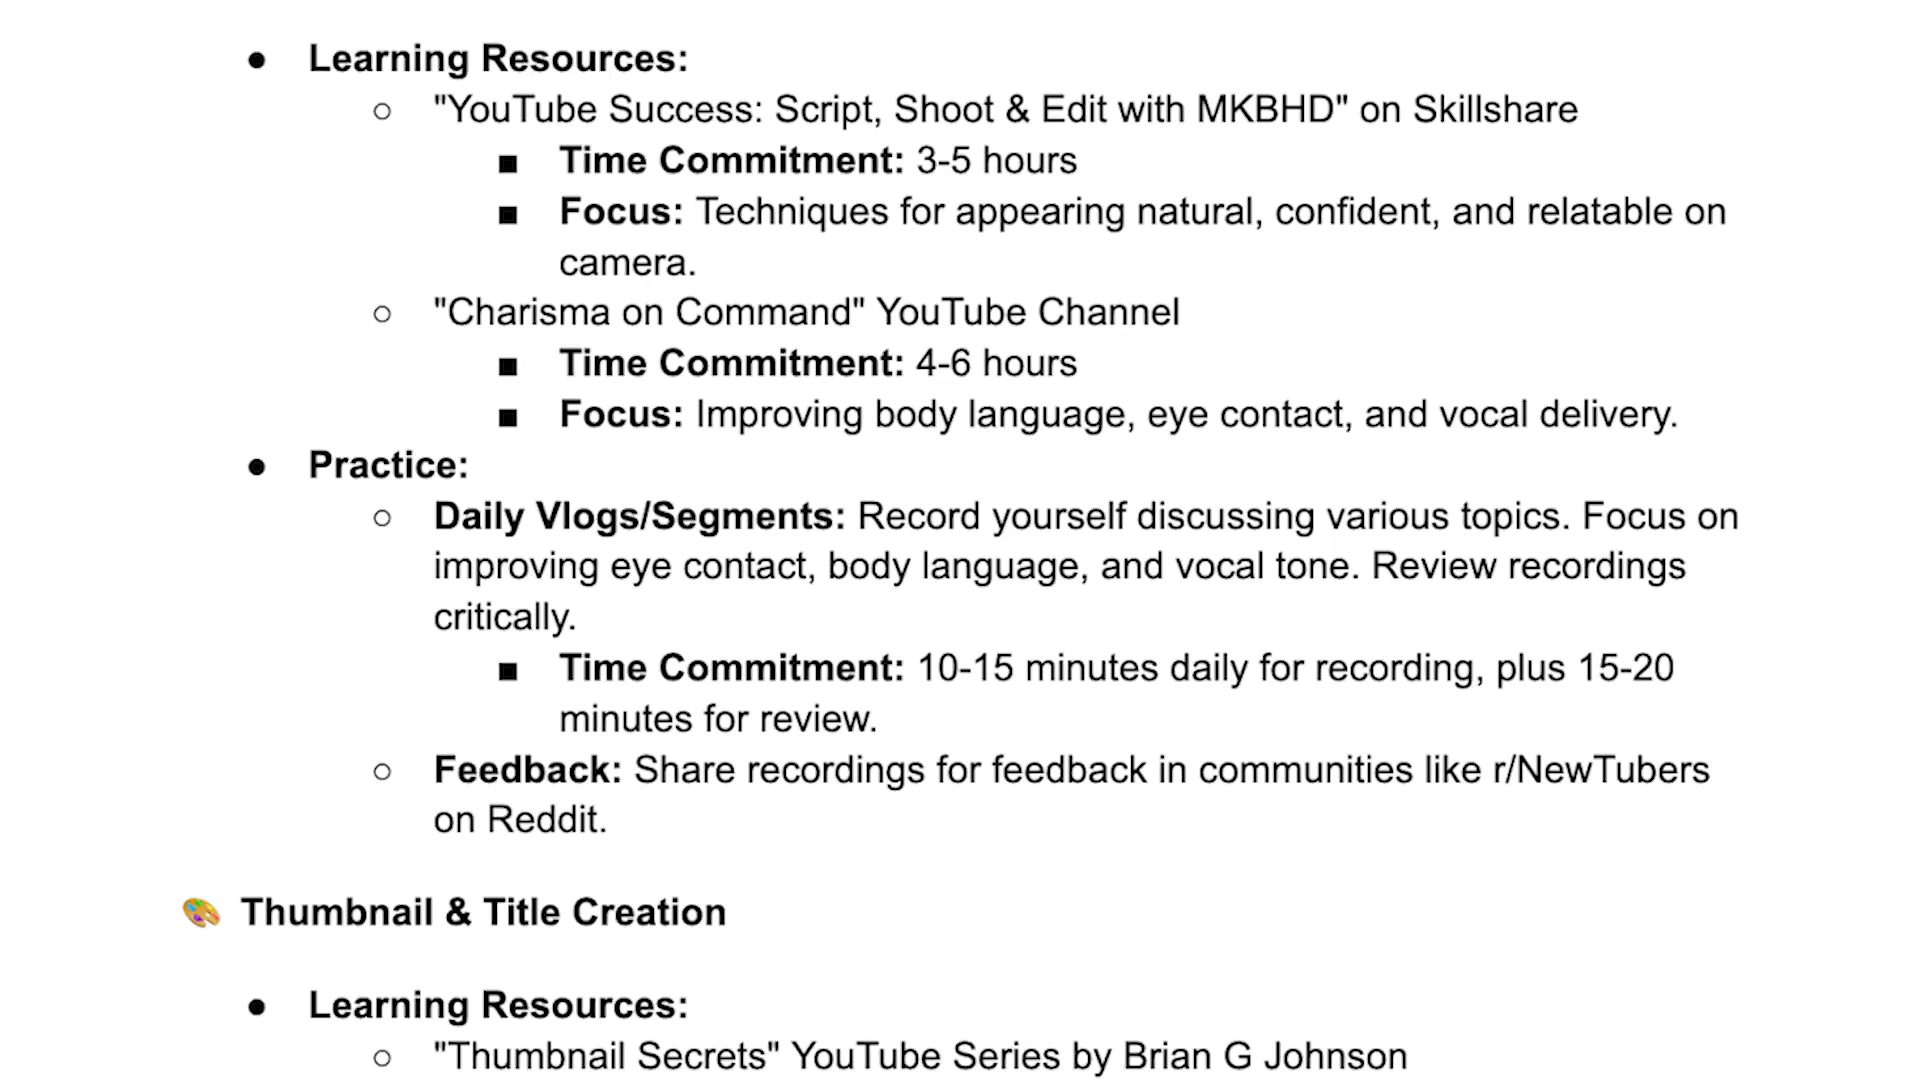 ● Learning Resources:
○ "YouTube Success: Script, Shoot & Edit with MKBHD" on Skillshare
■ Time Commitment: 3-5 hours
■ Focus: Techniques for appearing natural, confident, and relatable on
camera.
○ "Charisma on Command" YouTube Channel
■ Time Commitment: 4-6 hours
■ Focus: Improving body language, eye contact, and vocal delivery.
● Practice:
○ Daily Vlogs/Segments: Record yourself discussing various topics. Focus on
improving eye contact, body language, and vocal tone. Review recordings
critically.
■ Time Commitment: 10-15 minutes daily for recording, plus 15-20
minutes for review.
○ Feedback: Share recordings for feedback in communities like r/NewTubers
on Reddit.
🎨 Thumbnail & Title Creation
● Learning Resources:
○ "Thumbnail Secrets" YouTube Series by Brian G Johnson